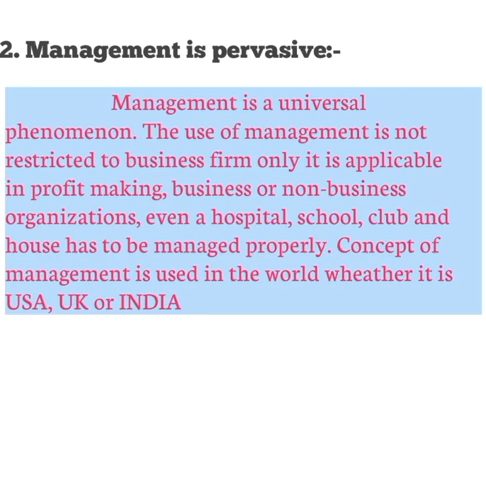 2. Management is pervasive:-
Management is a universal
phenomenon. The use of management is not
restricted to business firm only it is applicable
in profit making, business or non-business
organizations, even a hospital, school, club and
house has to be managed properly. Concept of
management is used in the world wheather it is
USA, UK or INDIA